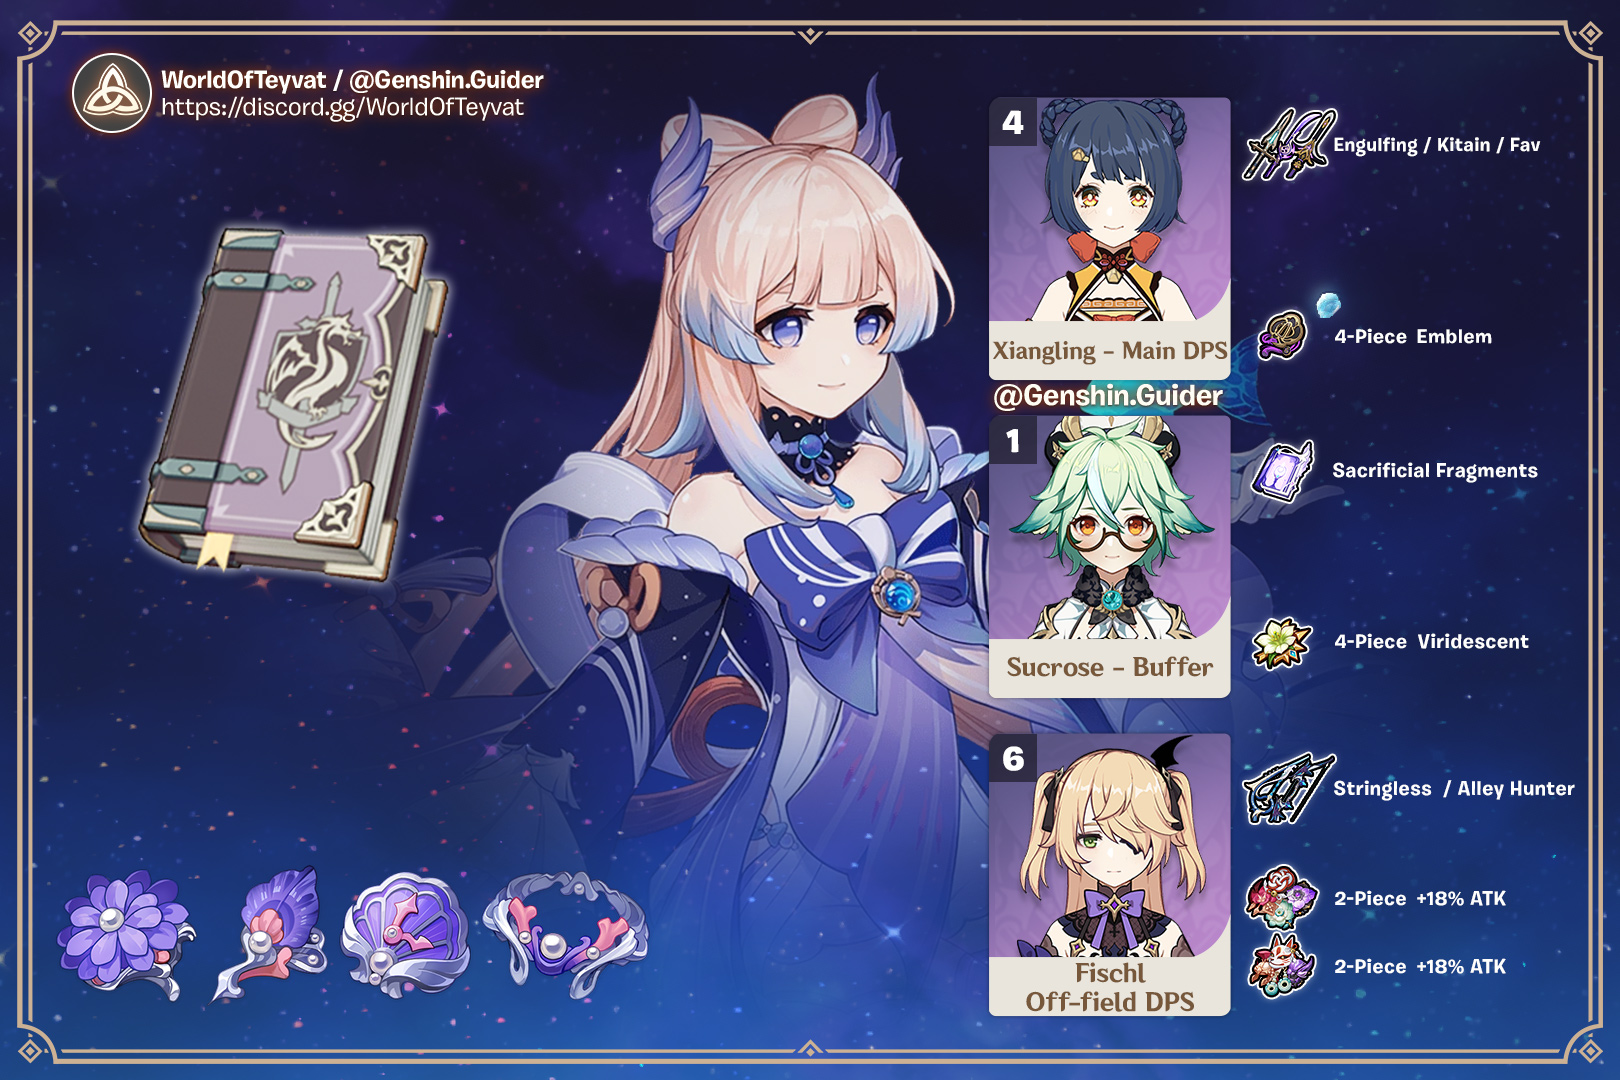 WorldOfTeyvat / @Genshin.Guider
https://discord.gg/WorldOfTeyvat
4
Xiangling - Main DPS
Engulfing / Kitain / Fav
4-Piece Emblem
@Genshin.Guider
1
Sucrose - Buffer
Sacrificial Fragments
4-Piece Viridescent
6
Fischl
Off-field DPS
Stringless / Alley Hunter
2-Piece +18% ATK
2-Piece +18% ATK